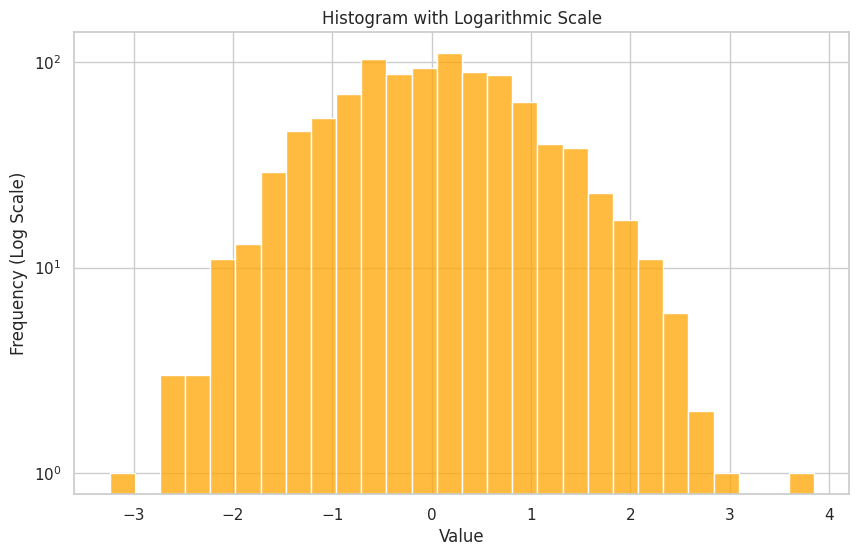 Histogram with Logarithmic Scale
Frequency (Log Scale)
10²
10¹
10⁰
−3 −2 −1 0 1 2 3 4
Value